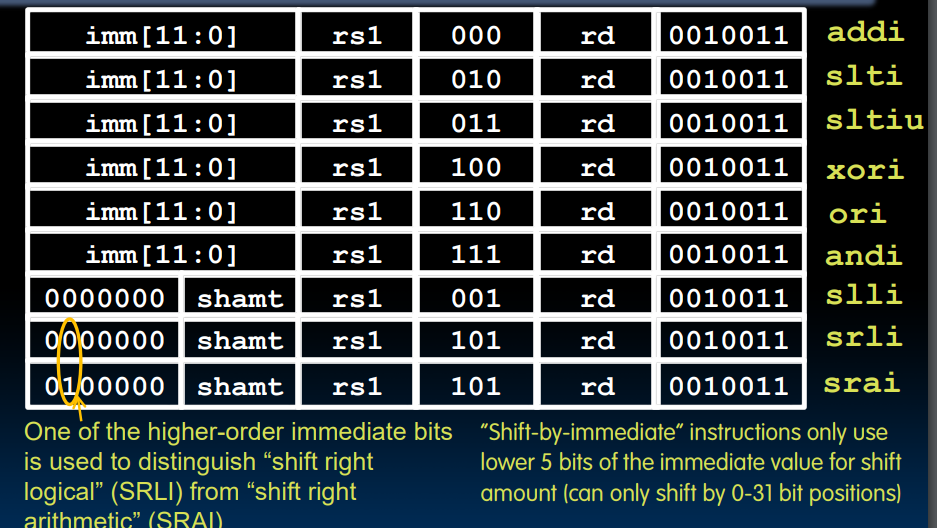 imm[11:0] rs1 000 rd 0010011 addi
imm[11:0] rs1 010 rd 0010011 slti
imm[11:0] rs1 011 rd 0010011 sltiu
imm[11:0] rs1 100 rd 0010011 xori
imm[11:0] rs1 110 rd 0010011 ori
imm[11:0] rs1 111 rd 0010011 andi
0000000 shamt rs1 001 rd 0010011 slli
0000000 shamt rs1 101 rd 0010011 srli
0100000 shamt rs1 101 rd 0010011 srai
One of the higher-order immediate bits
is used to distinguish “shift right
logical” (SRLI) from “shift right
arithmetic” (SRAI)
“Shift-by-immediate” instructions only use
lower 5 bits of the immediate value for shift
amount (can only shift by 0-31 bit positions)